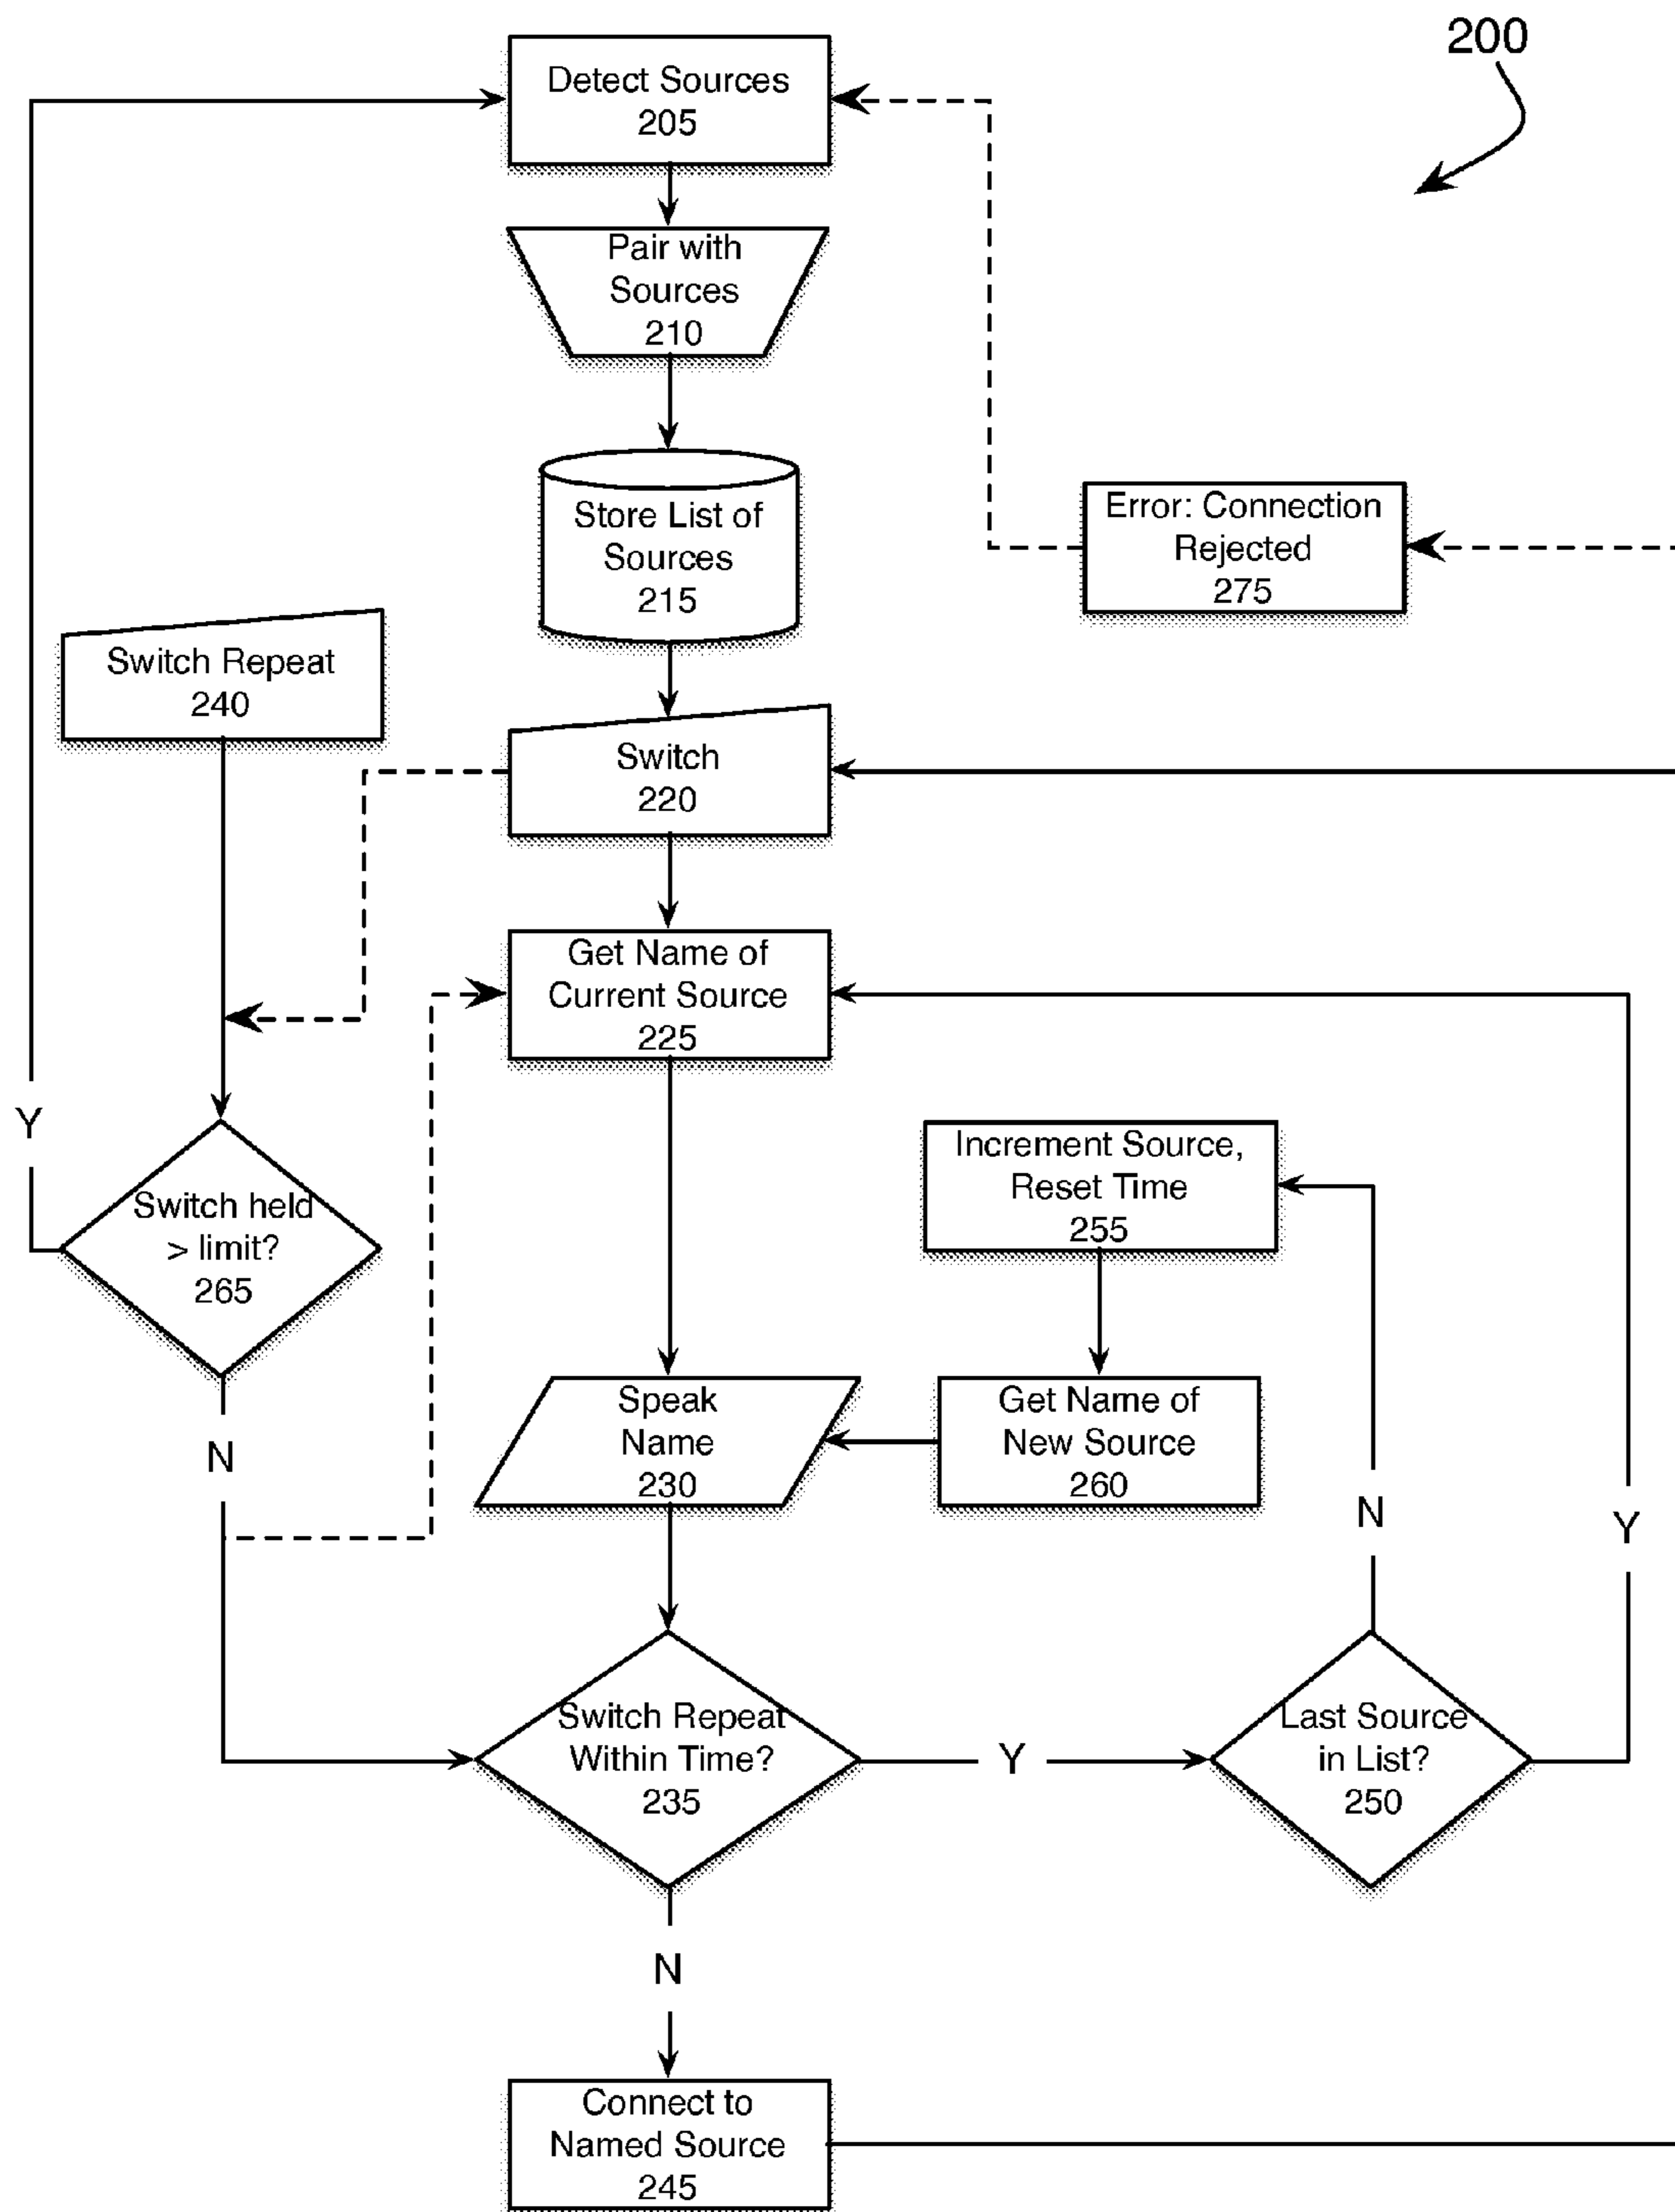 200
Detect Sources
205
Pair with
Sources
210
Store List of
Sources
215
Error: Connection
Rejected
275
Switch Repeat
240
Switch
220
Get Name of
Current Source
225
Y
Increment Source,
Reset Time
255
Switch held
> limit?
265
Speak
Name
230
Get Name of
New Source
260
N
N
Y
Switch Repeat
Within Time?
235
Y
Last Source
in List?
250
N
Connect to
Named Source
245